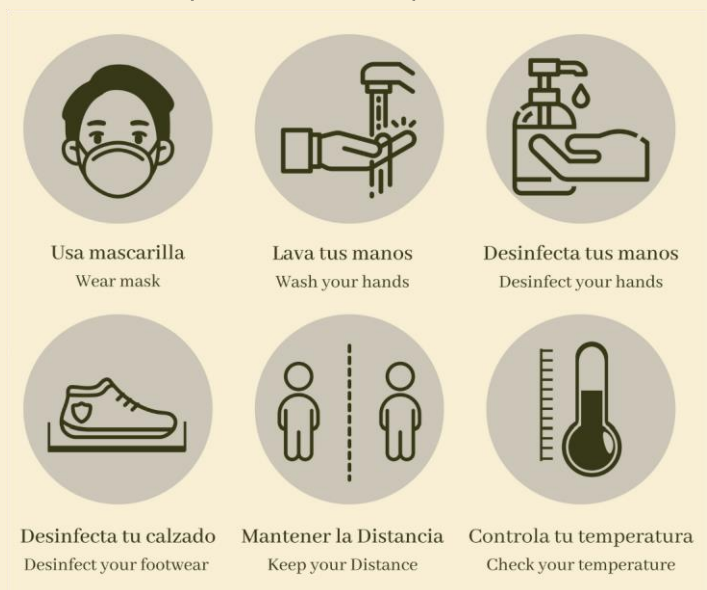 Usa mascarilla
Wear mask
Lava tus manos
Wash your hands
Desinfecta tus manos
Desinfect your hands
Desinfecta tu calzado
Desinfect your footwear
Mantener la Distancia
Keep your Distance
Controla tu temperatura
Check your temperature